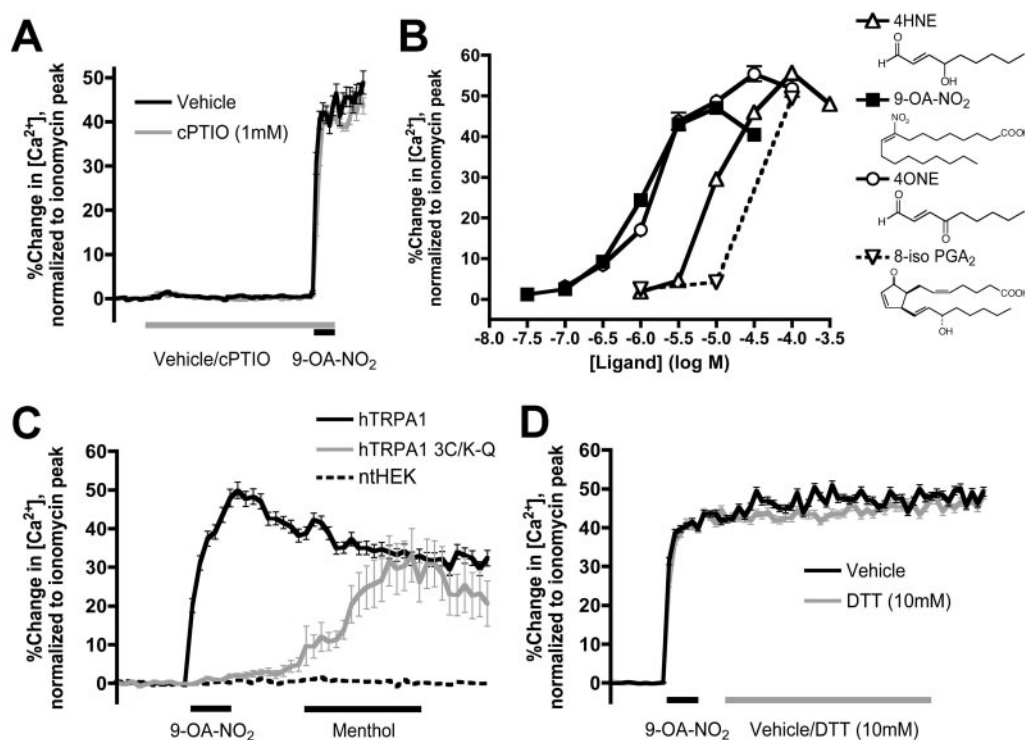 A
%Change in [Ca²⁺],
normalized to ionomycin peak
50
40
30
20
10
0
Vehicle
cPTIO (1mM)
Vehicle/cPTIO
9-OA-NO₂
B
%Change in [Ca²⁺],
normalized to ionomycin peak
60
50
40
30
20
10
0
-8.0 -7.5 -7.0 -6.5 -6.0 -5.5 -5.0 -4.5 -4.0 -3.5
[Ligand] (log M)
4HNE
O
H
OH
9-OA-NO₂
NO₂
COOH
4ONE
O
H
O
8-iso PGA₂
O
COOH
OH
C
%Change in [Ca²⁺],
normalized to ionomycin peak
60
50
40
30
20
10
0
hTRPA1
hTRPA1 3C/K-Q
ntHEK
9-OA-NO₂
Menthol
D
%Change in [Ca²⁺],
normalized to ionomycin peak
60
50
40
30
20
10
0
Vehicle
DTT (10mM)
9-OA-NO₂
Vehicle/DTT (10mM)